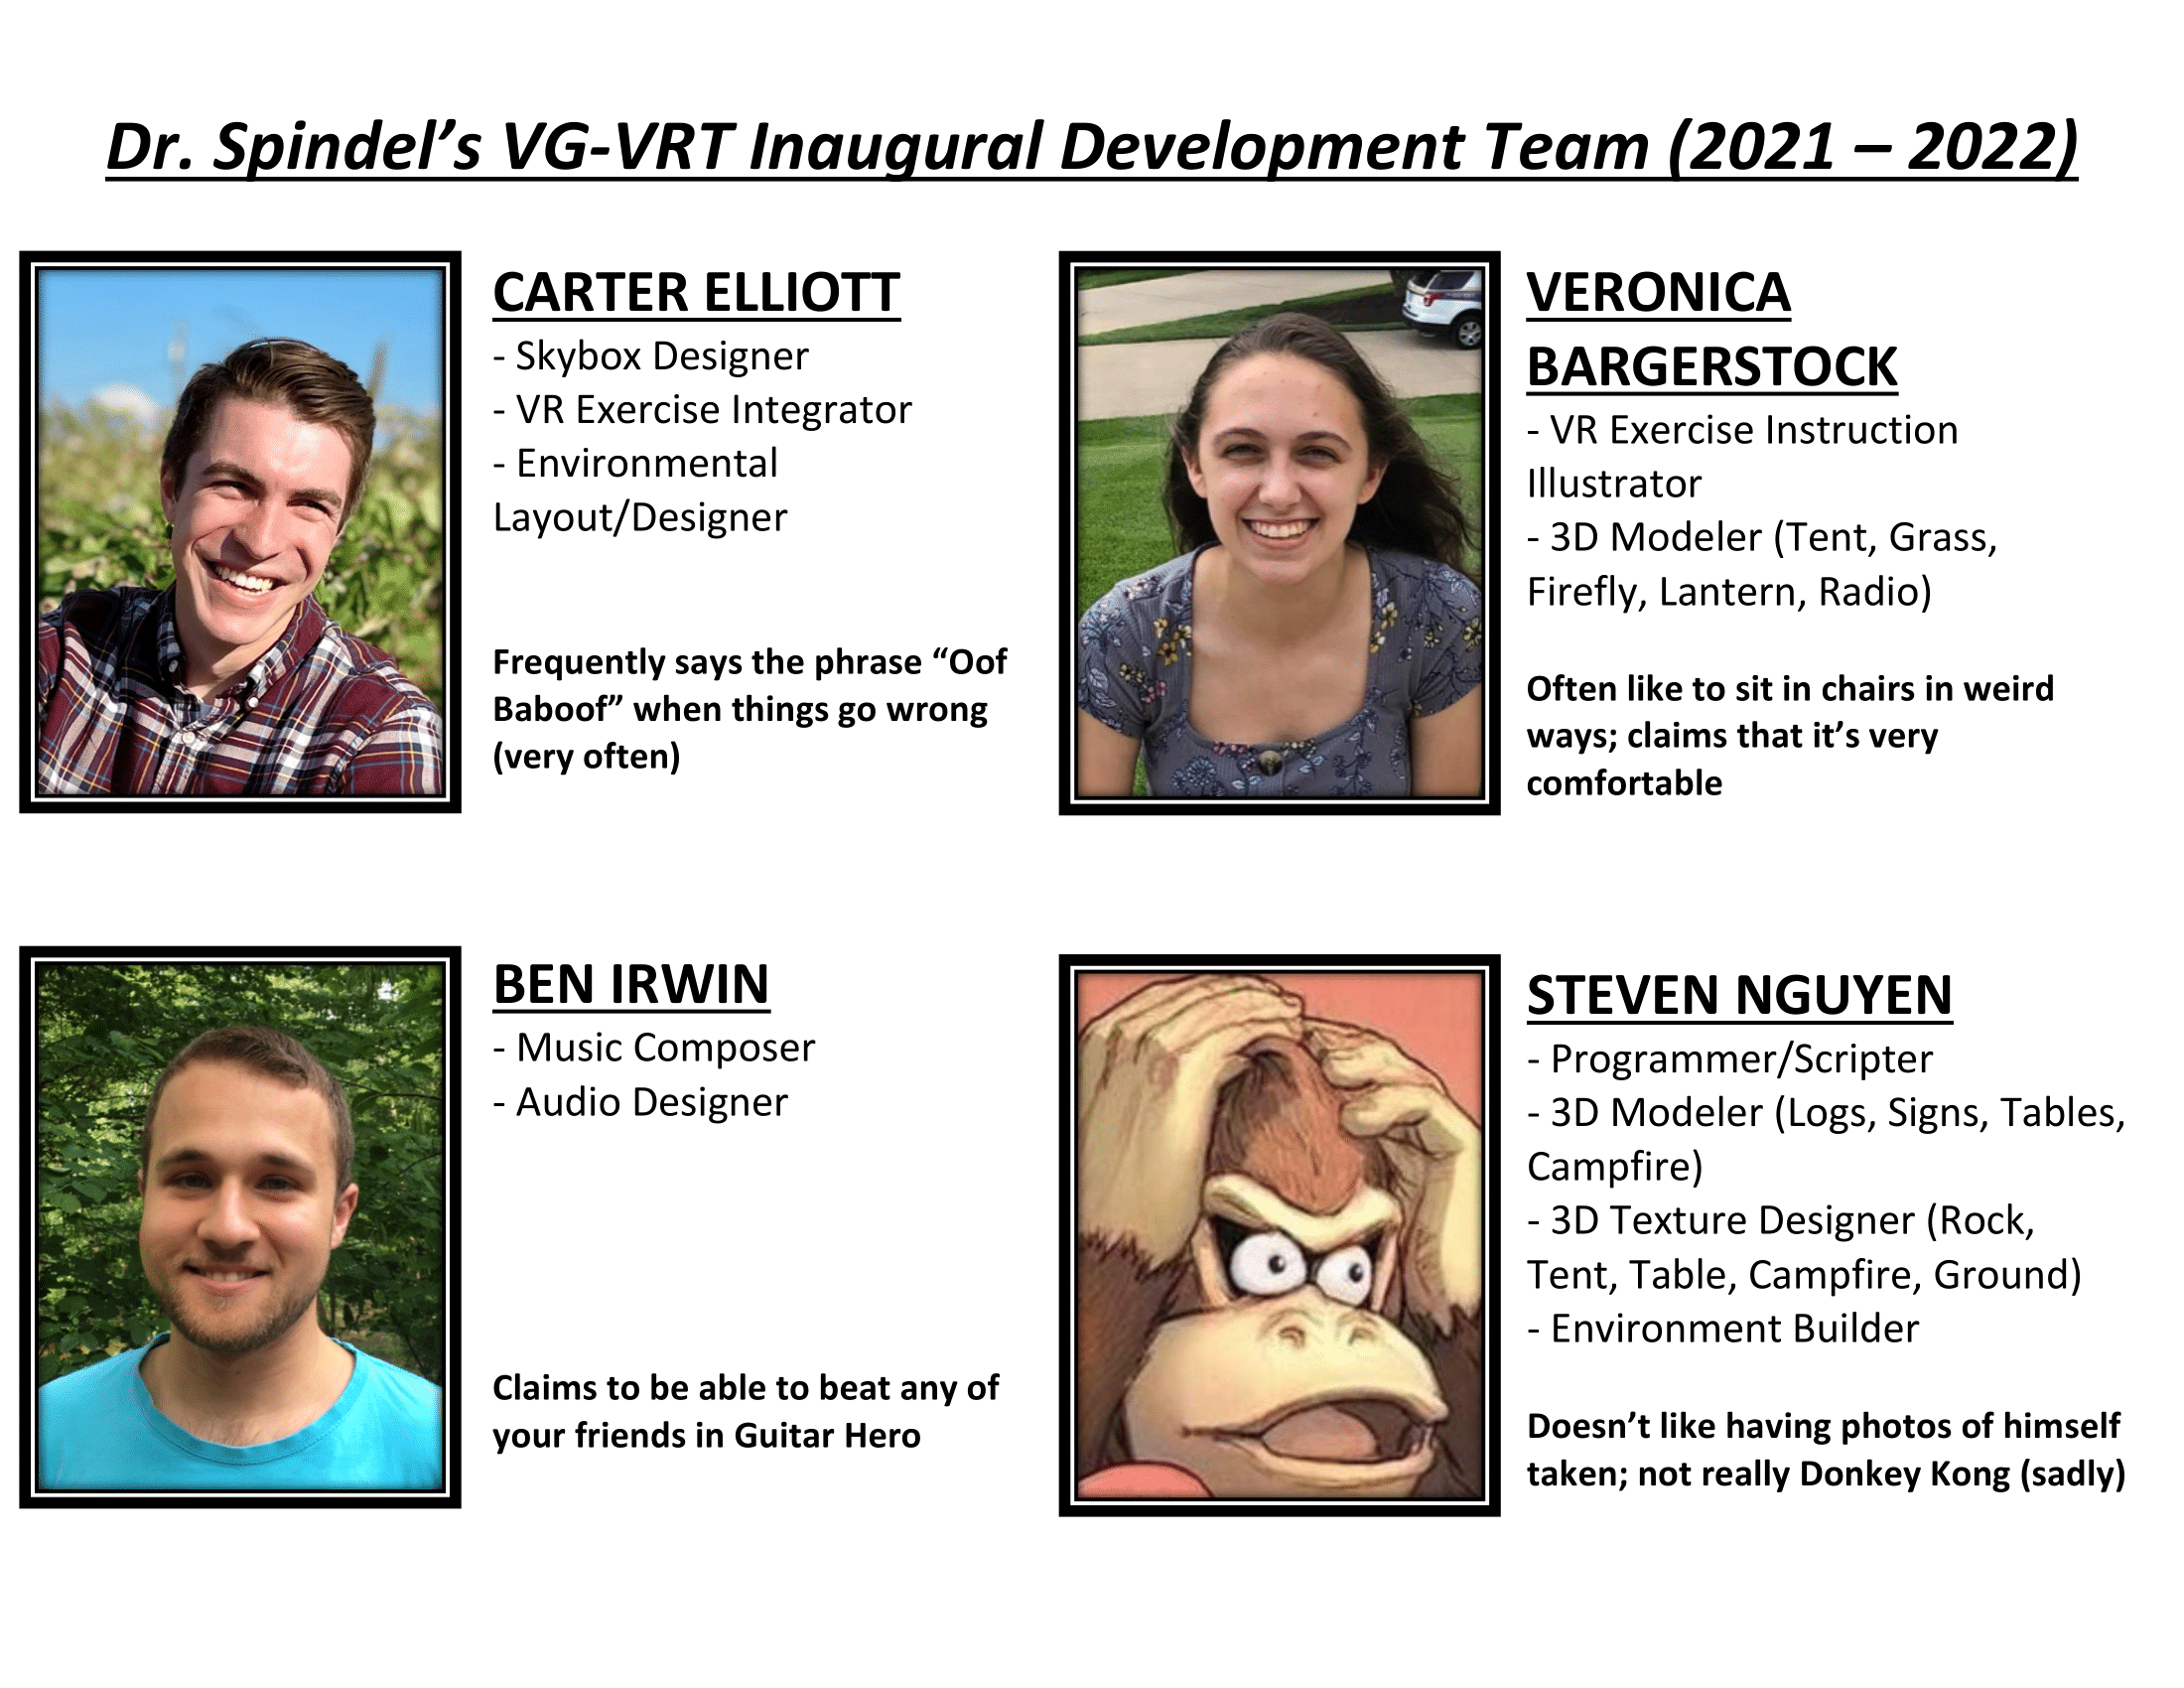 Dr. Spindel’s VG-VRT Inaugural Development Team (2021 – 2022)
CARTER ELLIOTT
- Skybox Designer
- VR Exercise Integrator
- Environmental
Layout/Designer
Frequently says the phrase “Oof
Baboof” when things go wrong
(very often)
VERONICA
BARGERSTOCK
- VR Exercise Instruction
Illustrator
- 3D Modeler (Tent, Grass,
Firefly, Lantern, Radio)
Often like to sit in chairs in weird
ways; claims that it’s very
comfortable
BEN IRWIN
- Music Composer
- Audio Designer
Claims to be able to beat any of
your friends in Guitar Hero
STEVEN NGUYEN
- Programmer/Scripter
- 3D Modeler (Logs, Signs, Tables,
Campfire)
- 3D Texture Designer (Rock,
Tent, Table, Campfire, Ground)
- Environment Builder
Doesn’t like having photos of himself
taken; not really Donkey Kong (sadly)